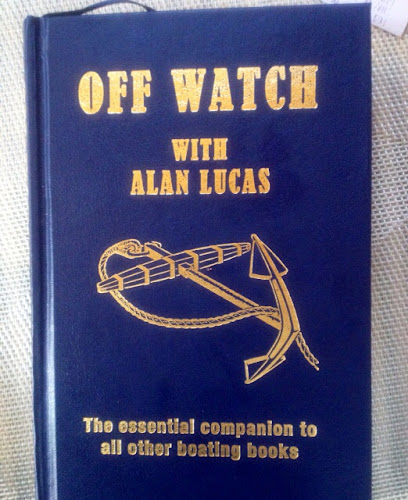 OFF WATCH
WITH
ALAN LUCAS
The essential companion to
all other boating books